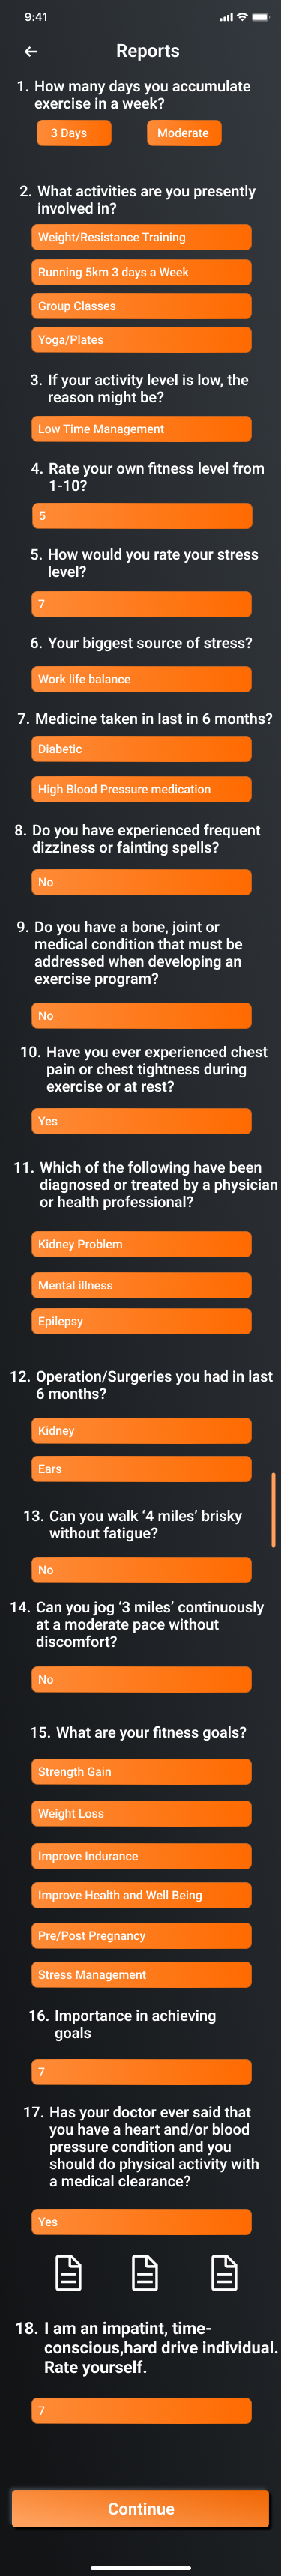 9:41
Reports
1. How many days you accumulate
exercise in a week?
3 Days Moderate
2. What activities are you presently
involved in?
Weight/Resistance Training
Running 5km 3 days a Week
Group Classes
Yoga/Plates
3. If your activity level is low, the
reason might be?
Low Time Management
4. Rate your own fitness level from
1-10?
5
5. How would you rate your stress
level?
7
6. Your biggest source of stress?
Work life balance
7. Medicine taken in last in 6 months?
Diabetic
High Blood Pressure medication
8. Do you have experienced frequent
dizziness or fainting spells?
No
9. Do you have a bone, joint or
medical condition that must be
addressed when developing an
exercise program?
No
10. Have you ever experienced chest
pain or chest tightness during
exercise or at rest?
Yes
11. Which of the following have been
diagnosed or treated by a physician
or health professional?
Kidney Problem
Mental illness
Epilepsy
12. Operation/Surgeries you had in last
6 months?
Kidney
Ears
13. Can you walk ‘4 miles’ brisky
without fatigue?
No
14. Can you jog ‘3 miles’ continuously
at a moderate pace without
discomfort?
No
15. What are your fitness goals?
Strength Gain
Weight Loss
Improve Indurance
Improve Health and Well Being
Pre/Post Pregnancy
Stress Management
16. Importance in achieving
goals
7
17. Has your doctor ever said that
you have a heart and/or blood
pressure condition and you
should do physical activity with
a medical clearance?
Yes
18. I am an impatint, time-
conscious,hard drive individual.
Rate yourself.
7
Continue